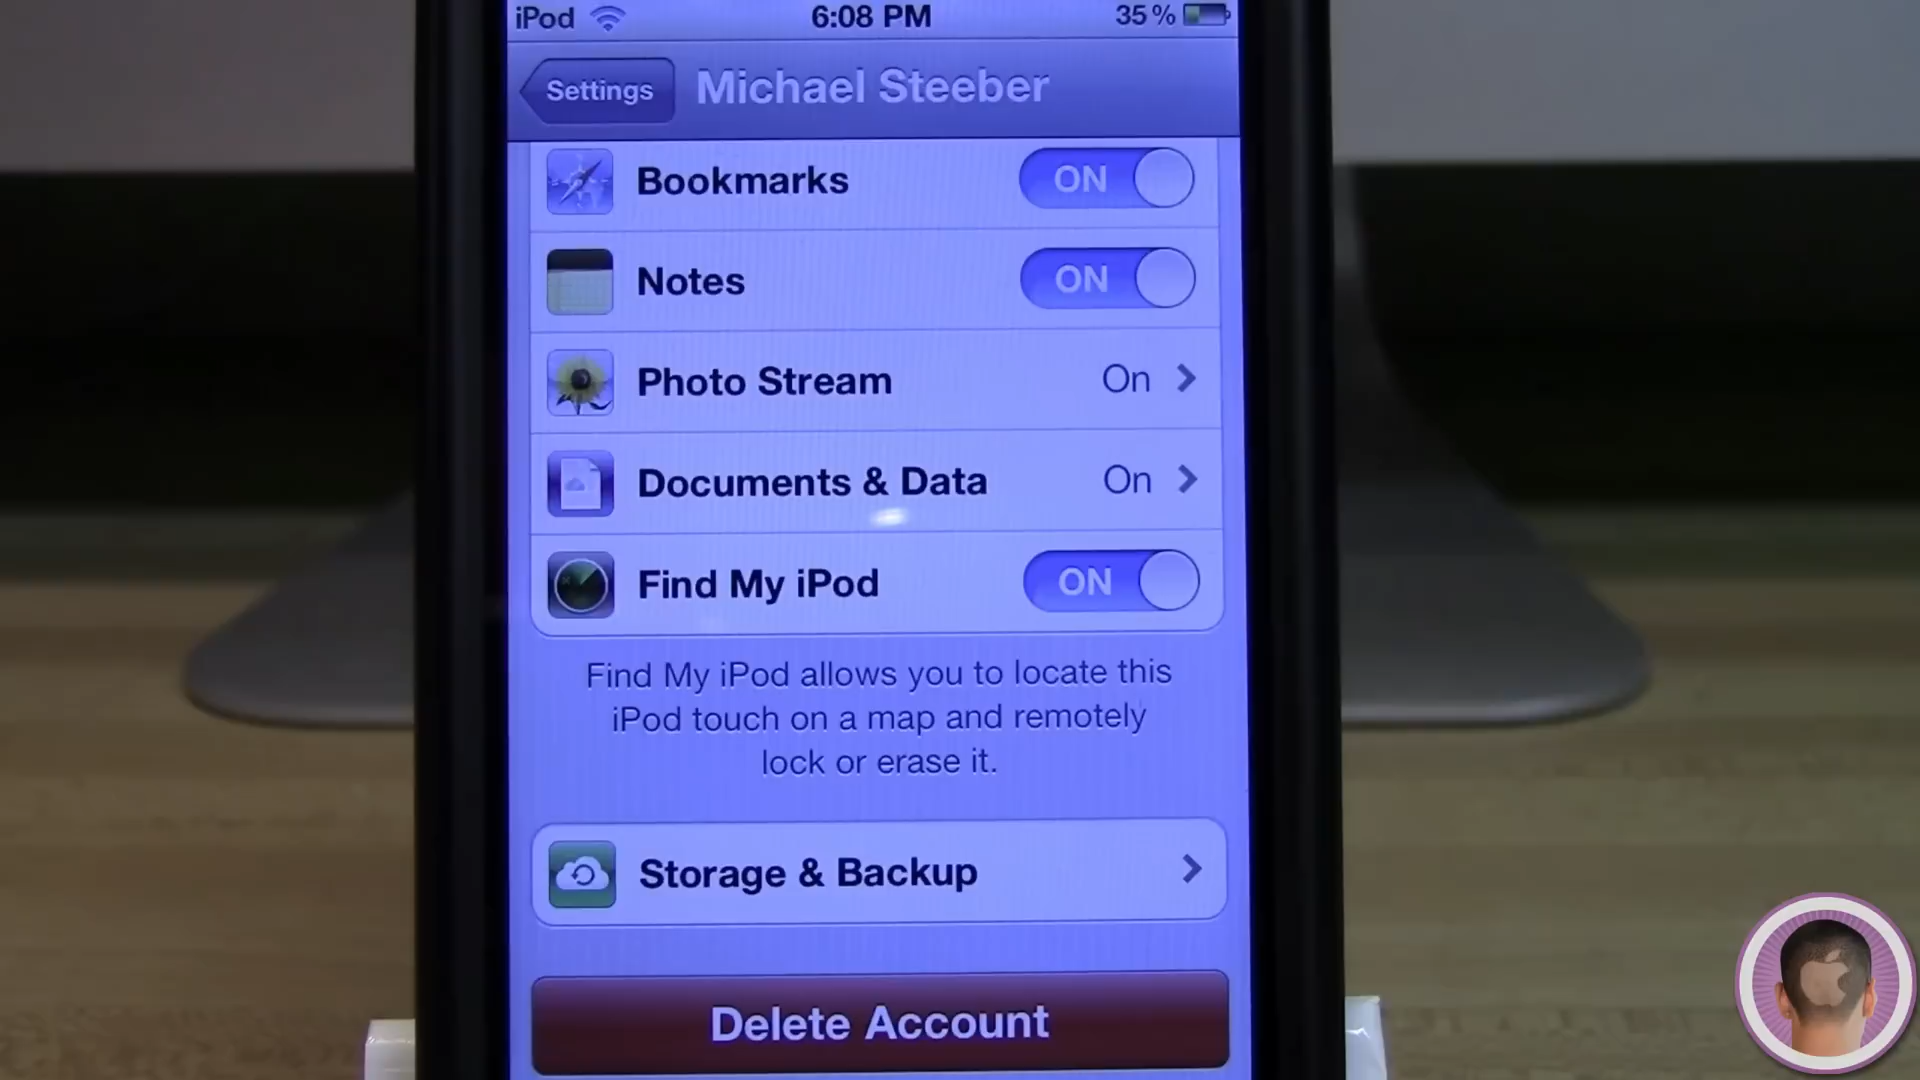 iPod 6:08 PM 35 %
Settings Michael Steeber
Bookmarks ON
Notes ON
Photo Stream On
Documents & Data On
Find My iPod ON
Find My iPod allows you to locate this
iPod touch on a map and remotely
lock or erase it.
Storage & Backup
Delete Account